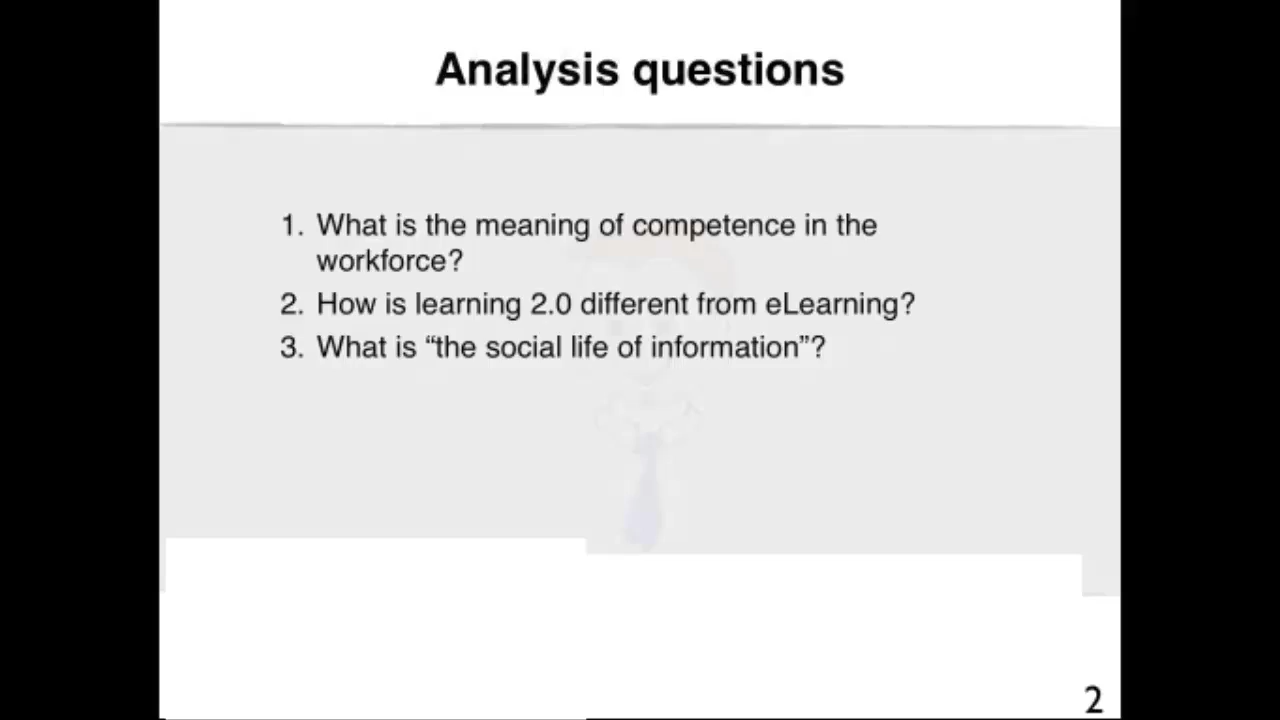 Analysis questions
1. What is the meaning of competence in the
workforce?
2. How is learning 2.0 different from eLearning?
3. What is “the social life of information”?
2